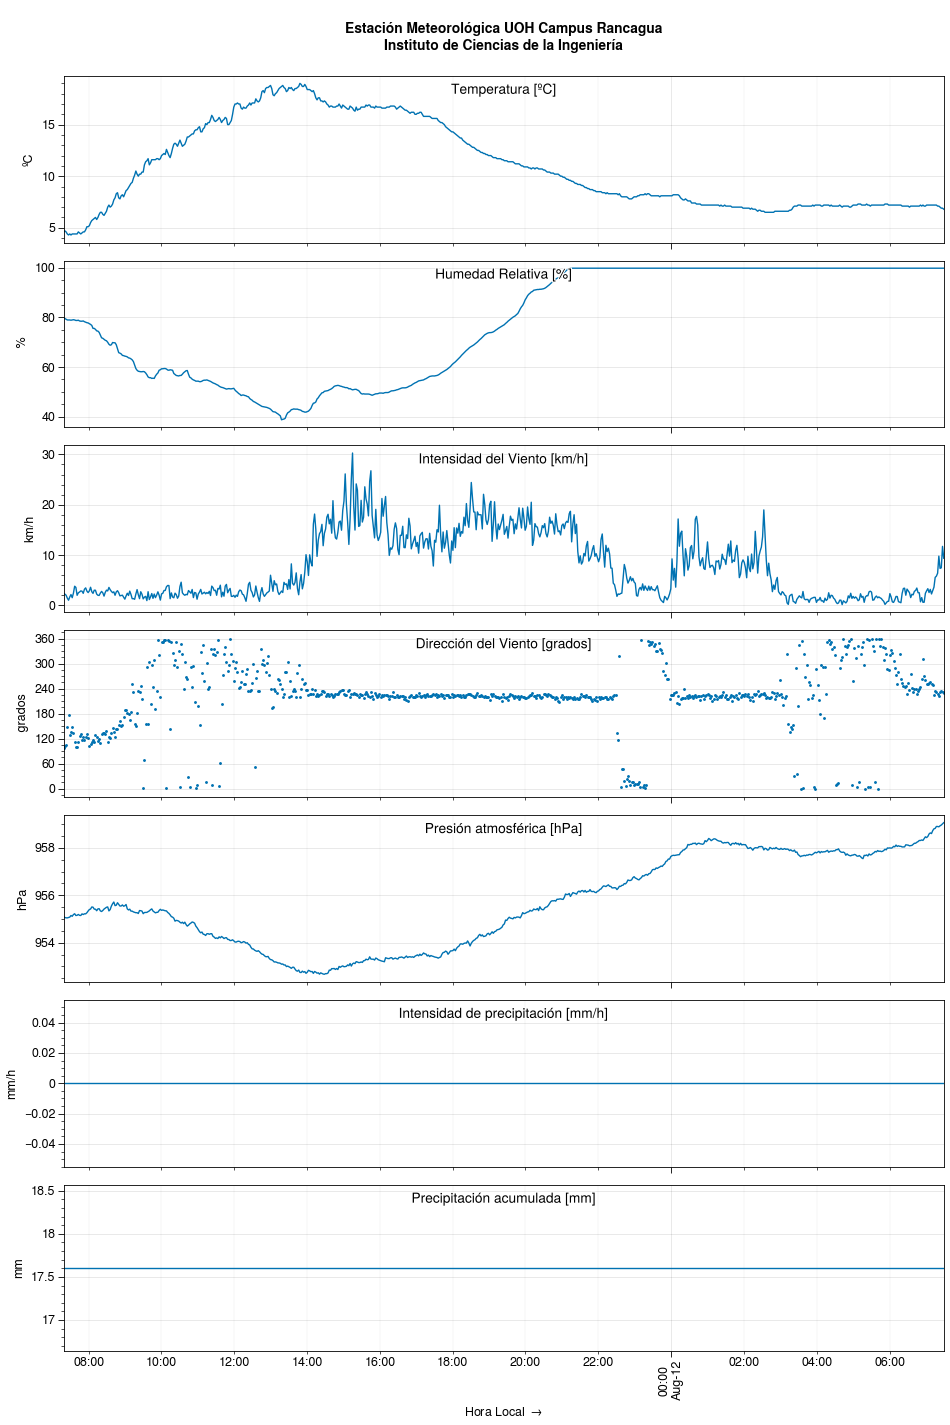 Estación Meteorológica UOH Campus Rancagua
Instituto de Ciencias de la Ingeniería
Temperatura [ºC]
ºC
15
10
5
Humedad Relativa [%]
%
100
80
60
40
Intensidad del Viento [km/h]
km/h
30
20
10
0
Dirección del Viento [grados]
grados
360
300
240
180
120
60
0
Presión atmosférica [hPa]
hPa
958
956
954
Intensidad de precipitación [mm/h]
mm/h
0.04
0.02
0
−0.02
−0.04
Precipitación acumulada [mm]
mm
18.5
18
17.5
17
08:00 10:00 12:00 14:00 16:00 18:00 20:00 22:00 00:00 02:00 04:00 06:00
Aug-12
Hora Local →